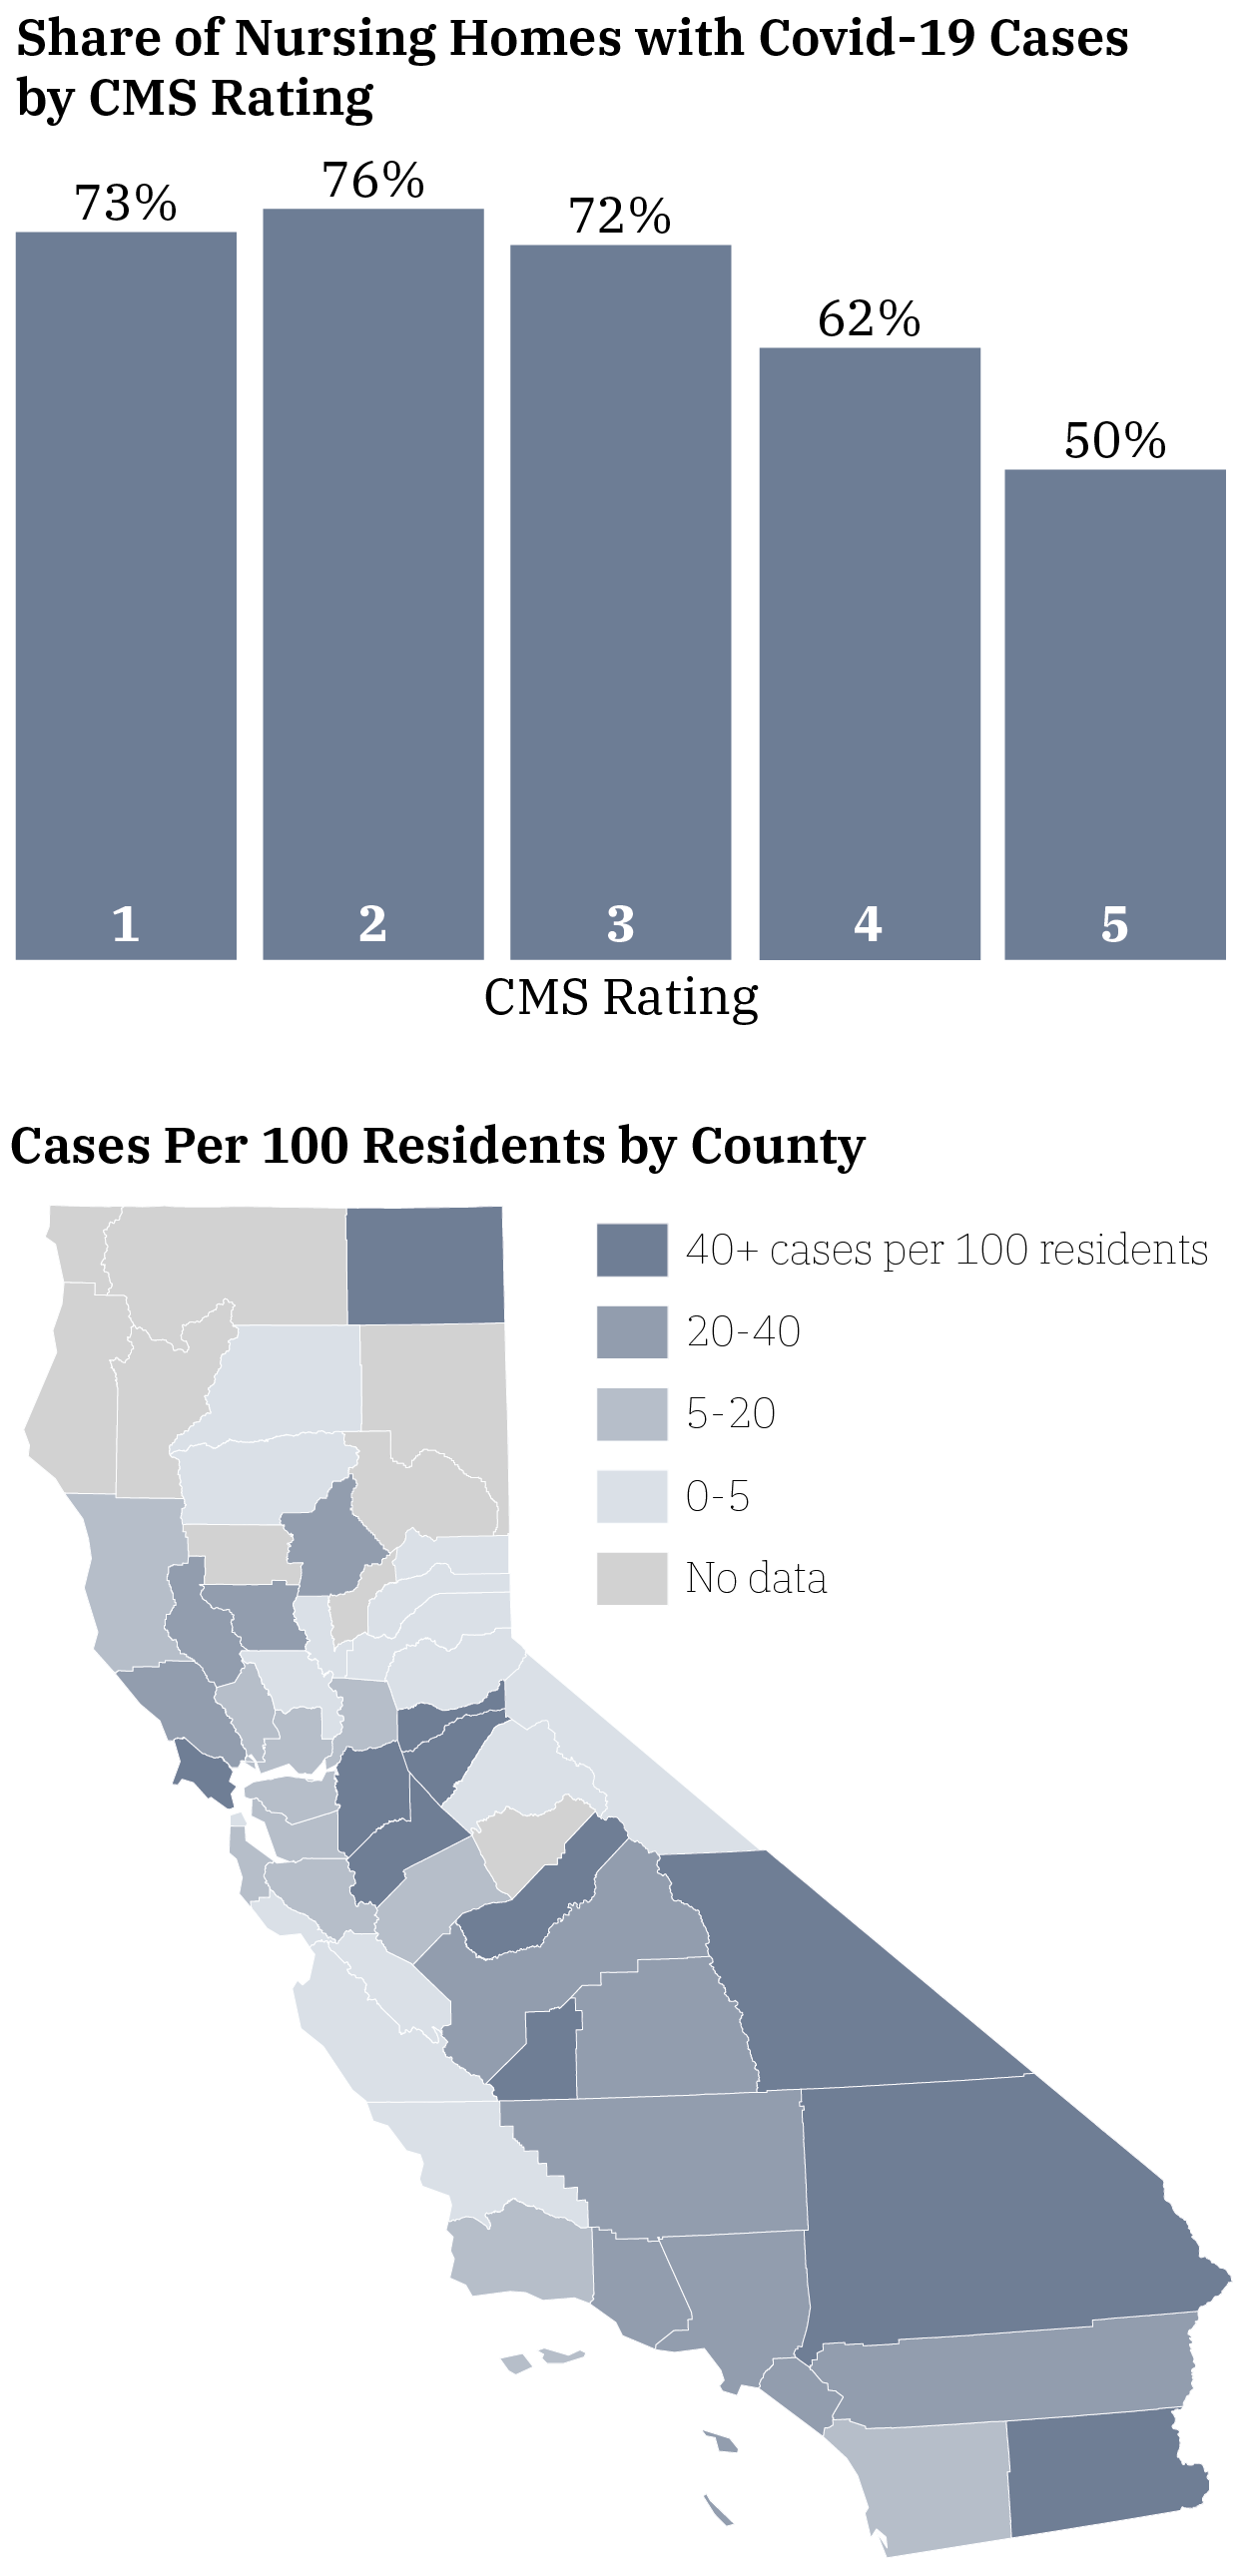 Share of Nursing Homes with Covid-19 Cases
by CMS Rating
73%
76%
72%
62%
50%
1
2
3
4
5
CMS Rating
Cases Per 100 Residents by County
40+ cases per 100 residents
20-40
5-20
0-5
No data